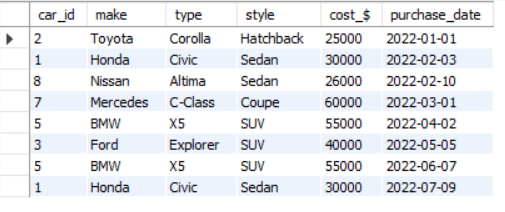 car_id make type style cost_$ purchase_date
2 Toyota Corolla Hatchback 25000 2022-01-01
1 Honda Civic Sedan 30000 2022-02-03
8 Nissan Altima Sedan 26000 2022-02-10
7 Mercedes C-Class Coupe 60000 2022-03-01
5 BMW X5 SUV 55000 2022-04-02
3 Ford Explorer SUV 40000 2022-05-05
5 BMW X5 SUV 55000 2022-06-07
1 Honda Civic Sedan 30000 2022-07-09